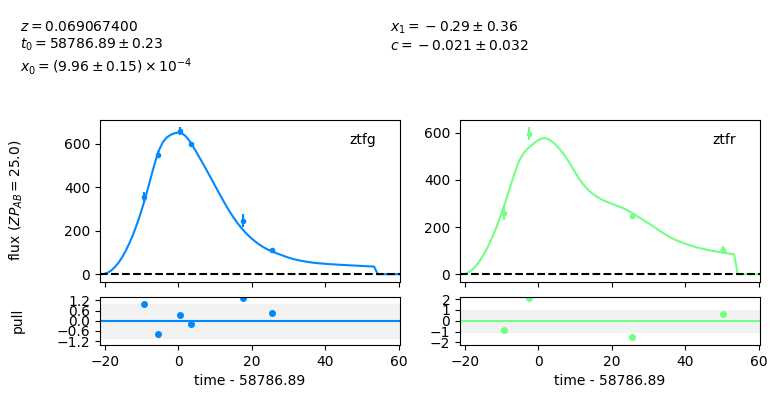 z = 0.069067400
t₀ = 58786.89 ± 0.23
x₀ = (9.96 ± 0.15) × 10⁻⁴
x₁ = −0.29 ± 0.36
c = −0.021 ± 0.032
flux (ZP_AB = 25.0)
600
400
200
0
ztfg
600
400
200
0
ztfr
pull
1.2
0.6
0.0
−0.6
−1.2
−20 0 20 40 60
time - 58786.89
2
1
0
−1
−2
−20 0 20 40 60
time - 58786.89